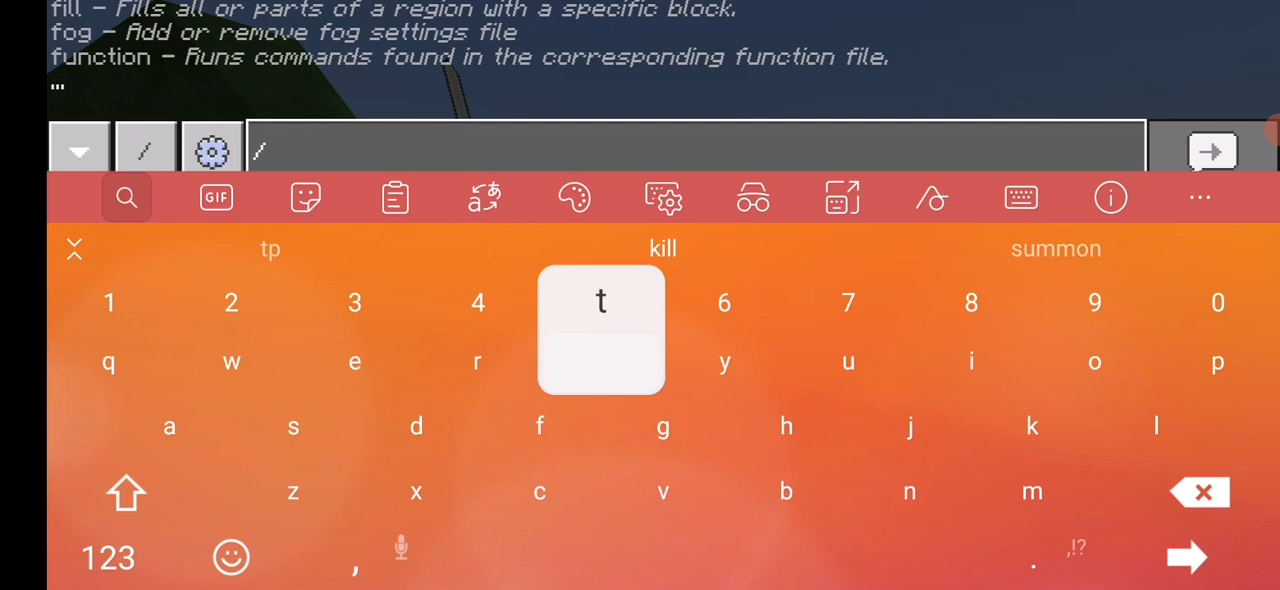 fill – Fills all or parts of a region with a specific block.
fog – Add or remove fog settings file
function – Runs commands found in the corresponding function file.
...
/ /
GIF あ
tp kill summon
1 2 3 4 t 6 7 8 9 0
q w e r y u i o p
a s d f g h j k l
z x c v b n m
123 , . ,!?